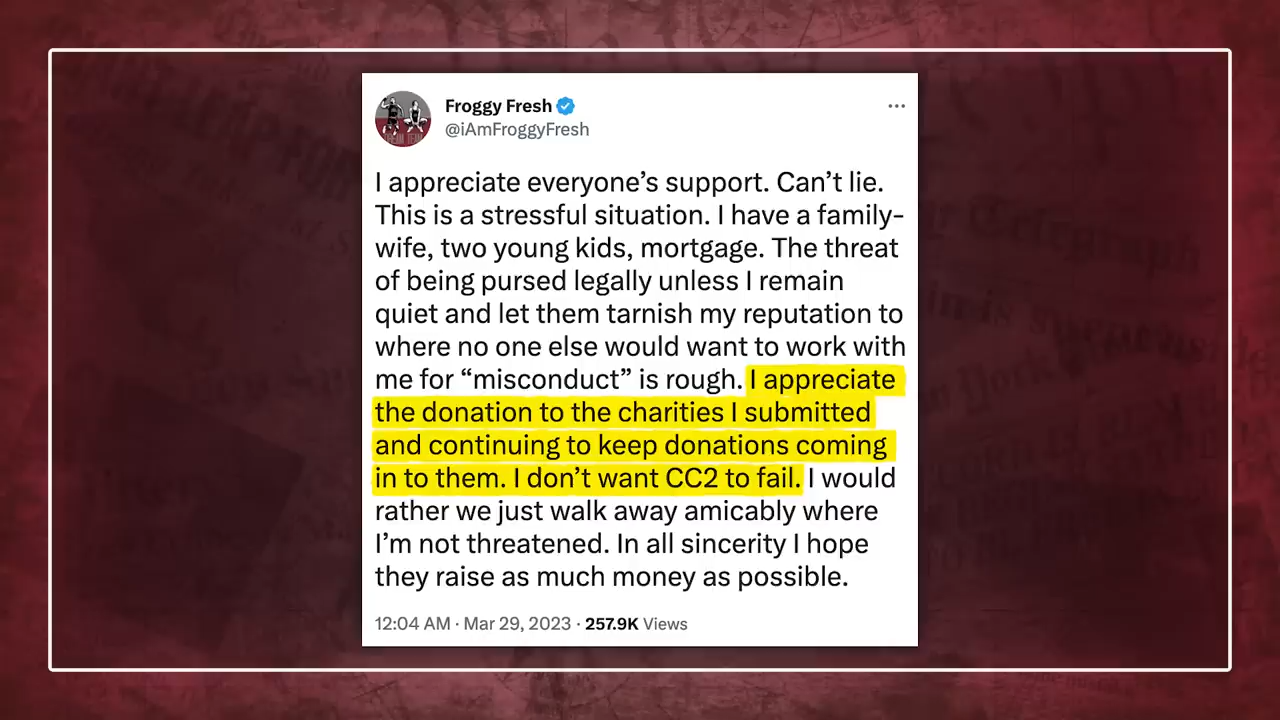 Froggy Fresh
@iAmFroggyFresh
I appreciate everyone’s support. Can’t lie.
This is a stressful situation. I have a family-
wife, two young kids, mortgage. The threat
of being pursed legally unless I remain
quiet and let them tarnish my reputation to
where no one else would want to work with
me for “misconduct” is rough. I appreciate
the donation to the charities I submitted
and continuing to keep donations coming
in to them. I don’t want CC2 to fail. I would
rather we just walk away amicably where
I’m not threatened. In all sincerity I hope
they raise as much money as possible.
12:04 AM · Mar 29, 2023 · 257.9K Views